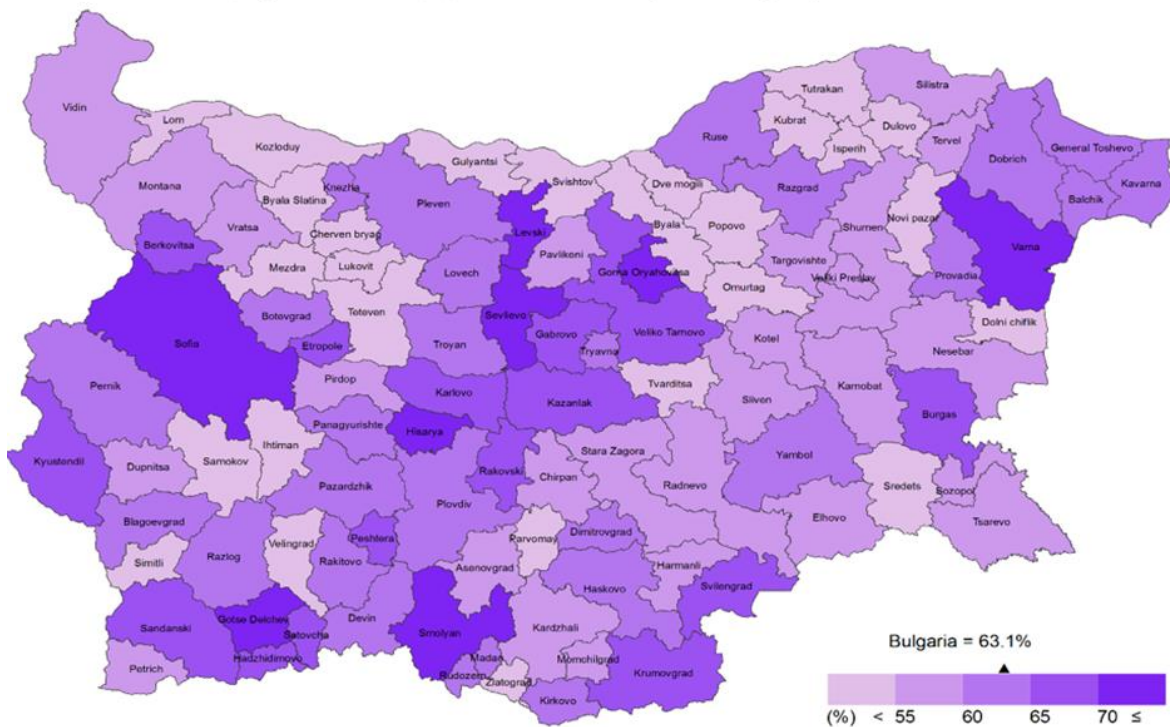 Tutrakan
Silistra
Vidin
Lom
Kubrat
Dulovo
Ruse
Kozloduy
Isperih
Tervel
General Toshevo
Gulyantsi
Dobrich
Svishtov
Dve mogili
Kavarna
Montana
Knezha
Razgrad
Byala Slatina
Balchik
Pleven
Novi pazar
Shumen
Vratsa
Byala
Popovo
Levski
Cherven bryag
Berkovitsa
Varna
Pavlikeni
Targovishte
Mezdra
Lukovit
Lovech
Gorna Oryahovasa
Provadia
Veliki Preslav
Omurtag
Teteven
Botevgrad
Sevlievo
Dolni chiflik
Gabrovo
Veliko Tarnovo
Kotel
Sofia
Troyan
Etropole
Tryavna
Nesebar
Pirdop
Pernik
Karlovo
Tvarditsa
Karnobat
Kazanlak
Sliven
Burgas
Panagyurishte
Hisarya
Ihtiman
Stara Zagora
Yambol
Kyustendil
Dupnitsa
Samokov
Rakovski
Chirpan
Sredets
Radnevo
Pazardzhik
Sozopol
Plovdiv
Elhovo
Blagoevgrad
Tsarevo
Dimitrovgrad
Peshtera
Parvomay
Velingrad
Razlog
Simitli
Rakitovo
Asenovgrad
Harmanli
Haskovo
Svilengrad
Devin
Gotse Delchev
Sandanski
Kardzhali
Smolyan
Satovcha
Bulgaria = 63.1%
Madan
Hadzhidimovo
Momchilgrad
Petrich
Krumovgrad
Rudozem
Zlatograd
Kirkovo
(%) < 55 60 65 70 ≤